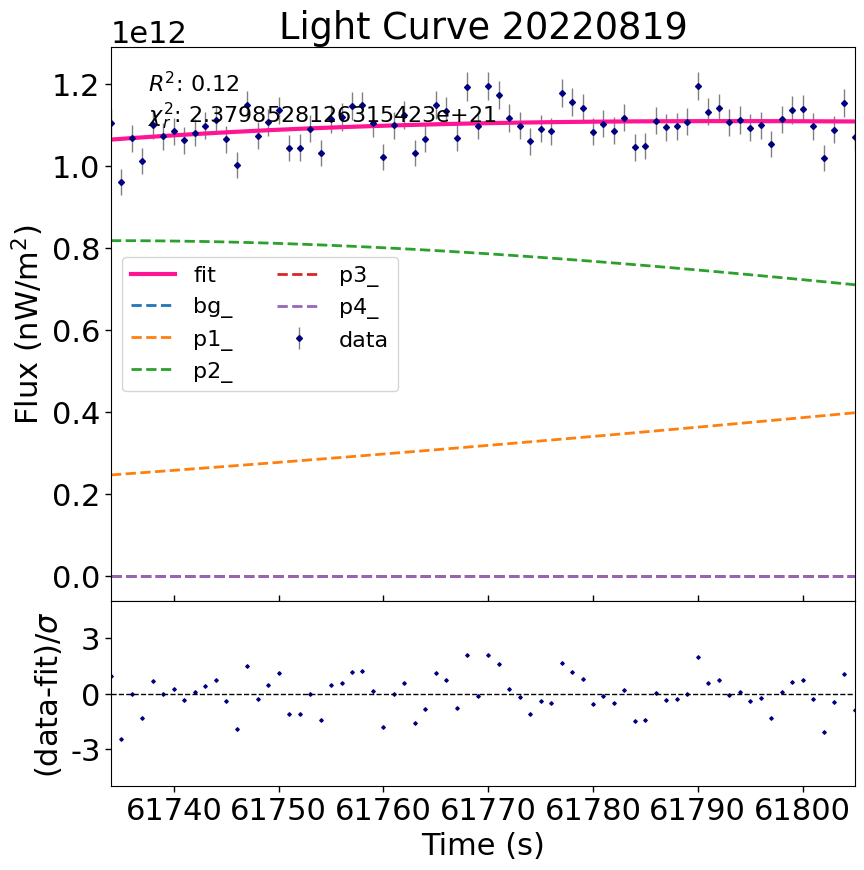 Light Curve 20220819
1e12
R²: 0.12
χ²ᵣ: 2.3798528126315423e+21
1.2
1.0
0.8
0.6
0.4
0.2
0.0
Flux (nW/m²)
fit
bg_
p1_
p2_
p3_
p4_
data
3
0
-3
(data-fit)/σ
61740 61750 61760 61770 61780 61790 61800
Time (s)